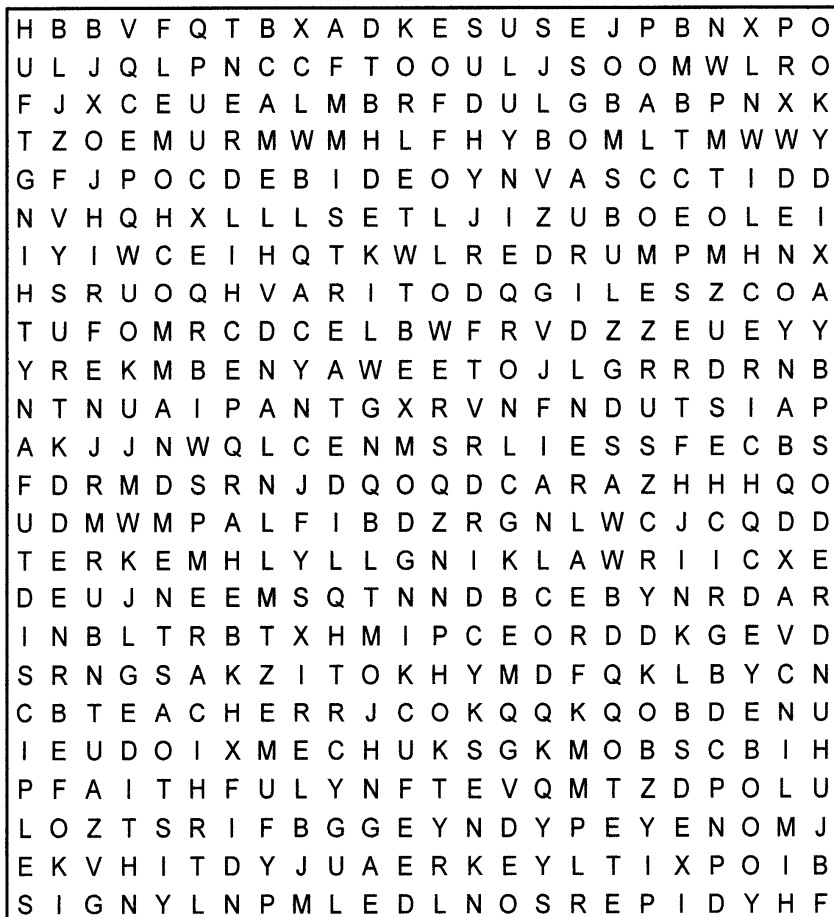 H B B V F Q T B X A D K E S U S E J P B N X P O
U L J Q L P N C C F T O O U L J S O O M W L R O
F J X C E U E A L M B R F D U L G B A B P N X K
T Z O E M U R M W M H L F H Y B O M L T M W W Y
G F J P O C D E B I D E O Y N V A S C C T I D D
N V H Q H X L L L S E T L J I Z U B O E O L E I
I Y I W C E I H Q T K W L R E D R U M P M H N X
H S R U O Q H V A R I T O D Q G I L E S Z C O A
T U F O M R C D C E L B W F R V D Z Z E U E Y Y
Y R E K M B E N Y A W E E T O J L G R R D R N B
N T N U A I P A N T G X R V N F N D U T S I A P
A K J J N W Q L C E N M S R L I E S S F E C B S
F D R M D S R N J D Q O Q D C A R A Z H H H Q O
U D M W M P A L F I B D Z R G N L W C J C Q D D
T E R K E M H L Y L L G N I K L A W R I I C X E
D E U J N E E M S Q T N N D B C E B Y N R D A R
I N B L T R B T X H M I P C E O R D D K G E V D
S R N G S A K Z I T O K H Y M D F Q K L B Y C N
C B T E A C H E R R J C O K Q Q K Q O B D E N U
I E U D O I X M E C H U K S G K M O B S C B I H
P F A I T H F U L Y N F T E V Q M T Z D P O L U
L O Z T S R I F B G G E Y N D Y P E Y E N O M J
E K V H I T D Y J U A E R K E Y L T I X P O I B
S I G N Y L N P M L E D L N O S R E P I D Y H F